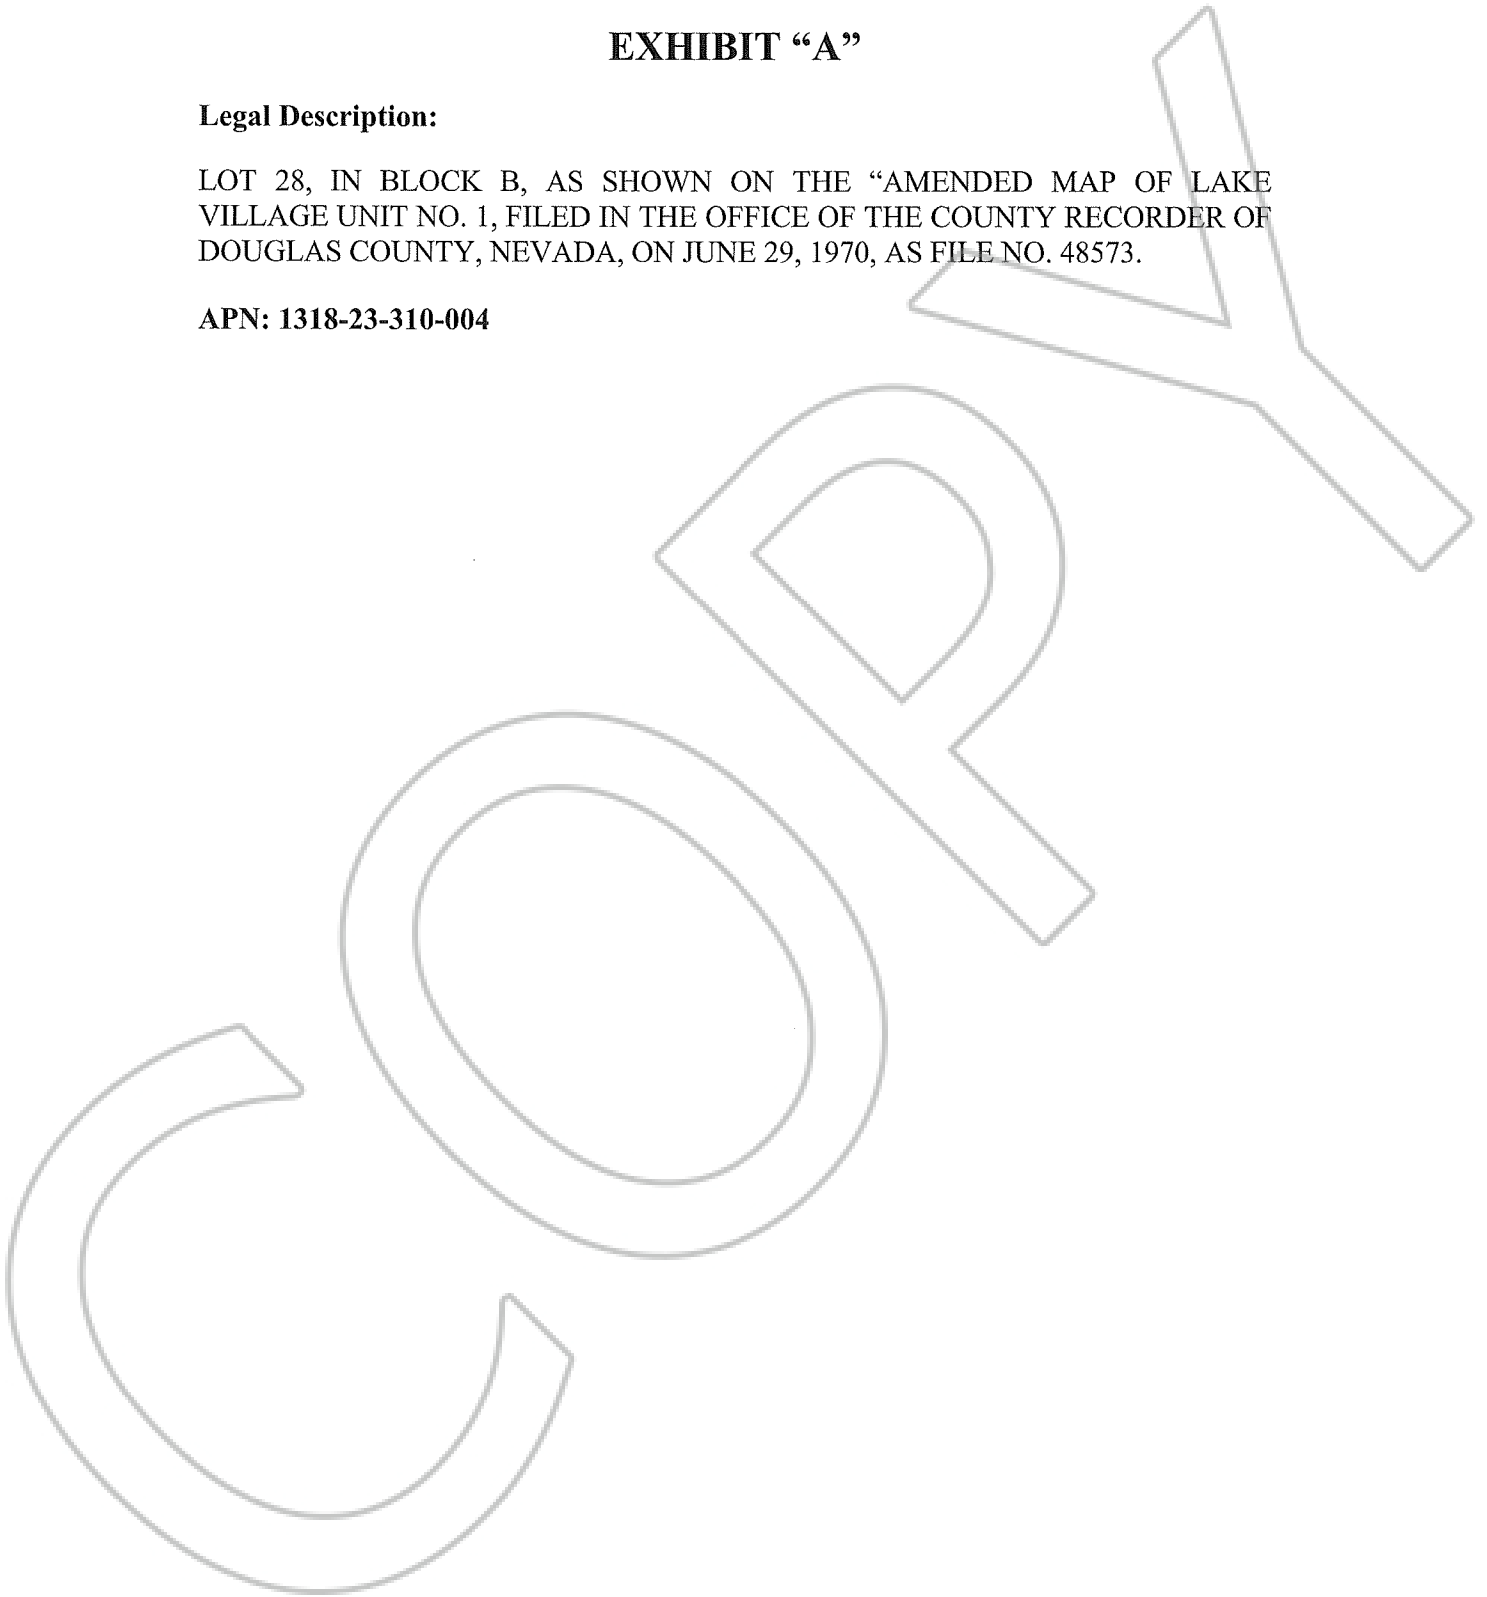 EXHIBIT “A”
Legal Description:
LOT 28, IN BLOCK B, AS SHOWN ON THE “AMENDED MAP OF LAKE
VILLAGE UNIT NO. 1, FILED IN THE OFFICE OF THE COUNTY RECORDER OF
DOUGLAS COUNTY, NEVADA, ON JUNE 29, 1970, AS FILE NO. 48573.
APN: 1318-23-310-004
COPY